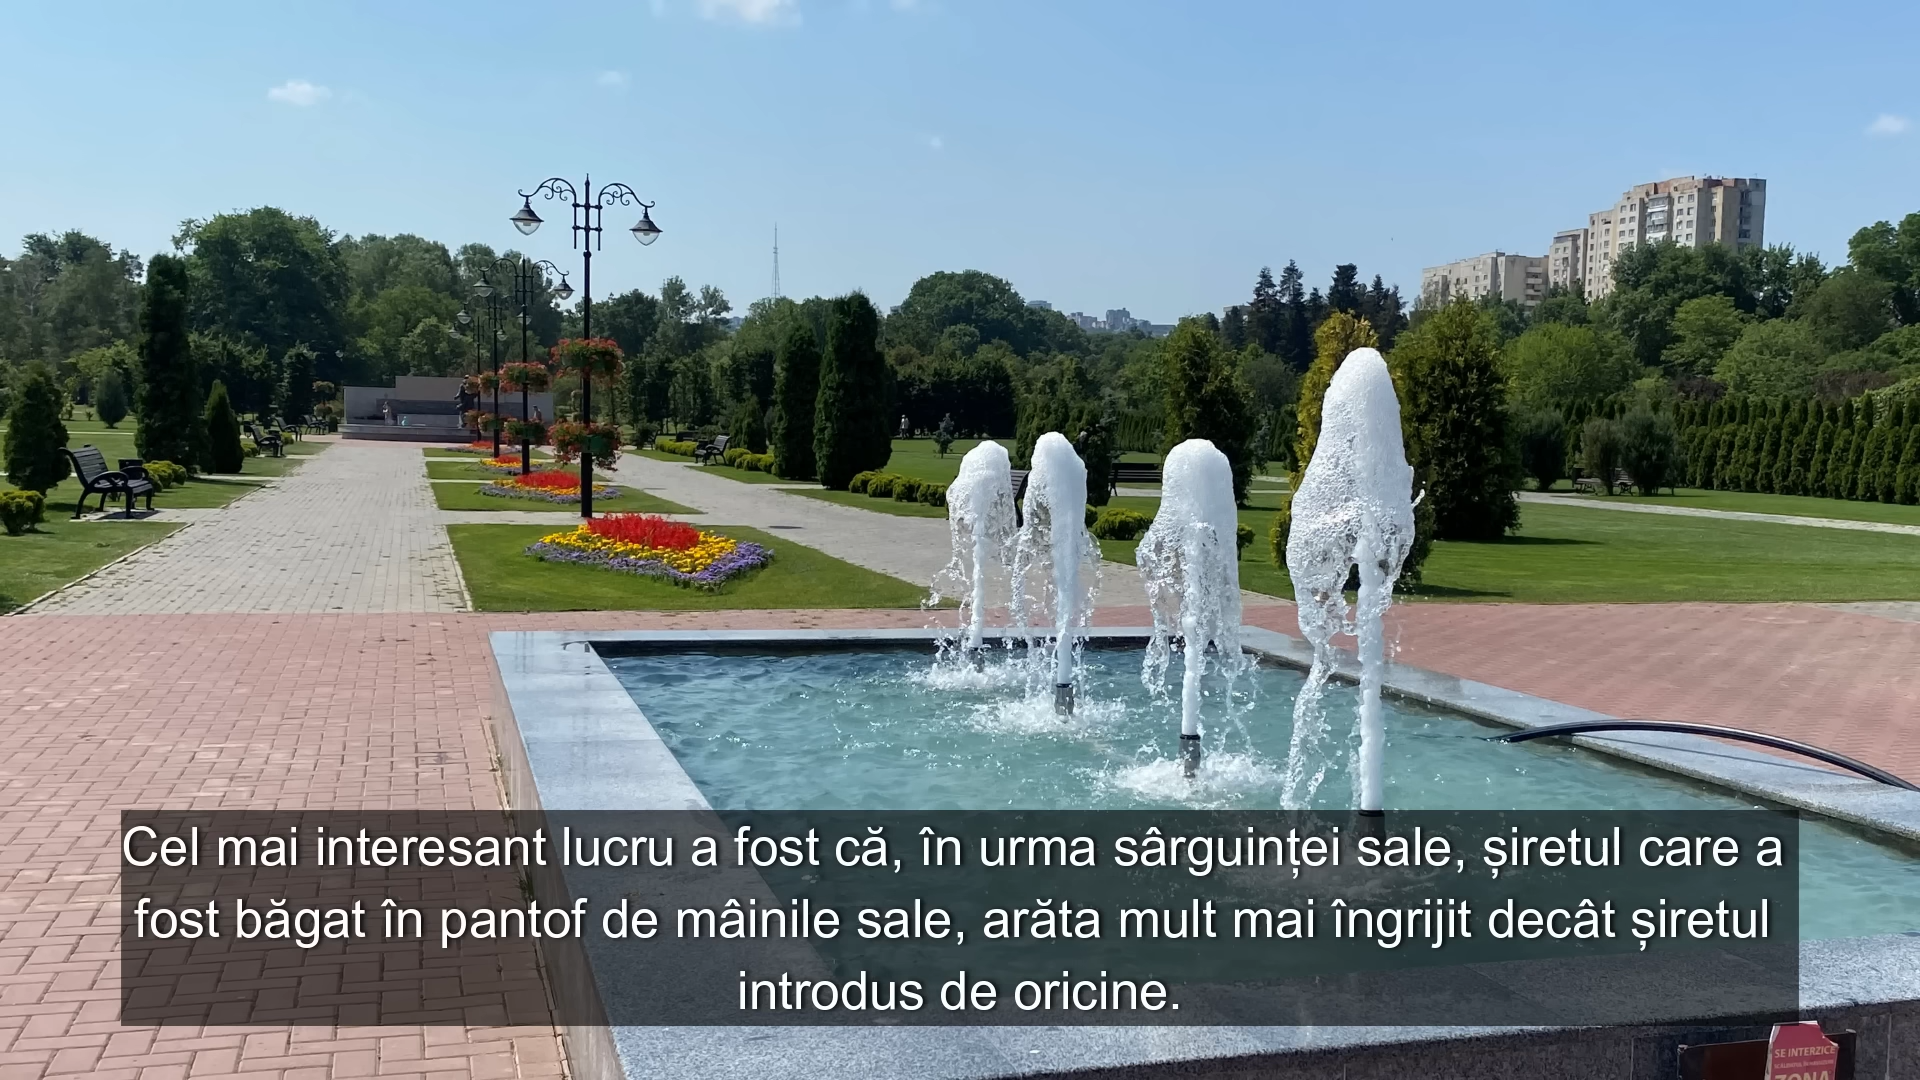 Cel mai interesant lucru a fost că, în urma sârguinței sale, șiretul care a
fost băgat în pantof de mâinile sale, arăta mult mai îngrijit decât șiretul
introdus de oricine.
SE INTERZICE
ZONA